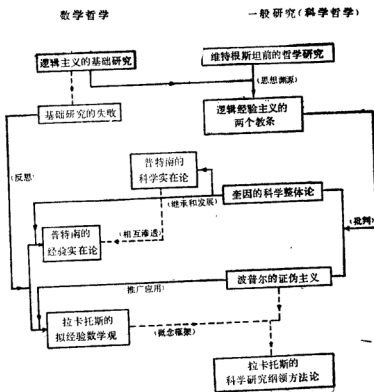 数学哲学
一般研究(科学哲学)
逻辑主义的基础研究
维特根斯坦前的哲学研究
(思想渊源)
基础研究的失败
逻辑经验主义的
两个教条
普特南的
科学实在论
(反思)
奎因的科学整体论
(继承和发展)
普特南的
经验实在论
(相互渗透)
(批判)
波普尔的证伪主义
推广应用)
拉卡托斯的
拟经验数学观
(概念框架)
拉卡托斯的
科学研究纲领方法论